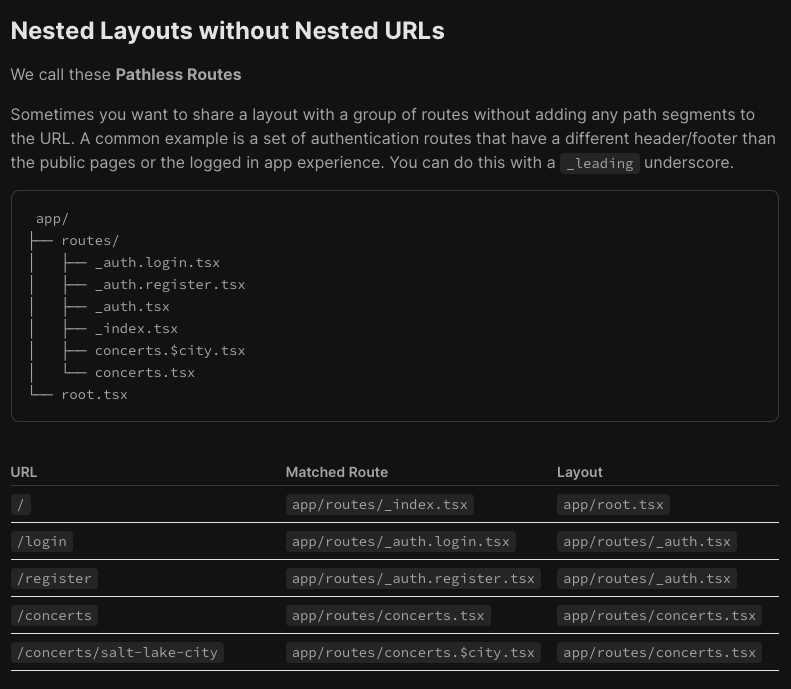 Nested Layouts without Nested URLs
We call these Pathless Routes
Sometimes you want to share a layout with a group of routes without adding any path segments to
the URL. A common example is a set of authentication routes that have a different header/footer than
the public pages or the logged in app experience. You can do this with a _leading underscore.
app/
├── routes/
│   ├── _auth.login.tsx
│   ├── _auth.register.tsx
│   ├── _auth.tsx
│   ├── _index.tsx
│   ├── concerts.$city.tsx
│   └── concerts.tsx
└── root.tsx
URL Matched Route Layout
/ app/routes/_index.tsx app/root.tsx
/login app/routes/_auth.login.tsx app/routes/_auth.tsx
/register app/routes/_auth.register.tsx app/routes/_auth.tsx
/concerts app/routes/concerts.tsx app/routes/concerts.tsx
/concerts/salt-lake-city app/routes/concerts.$city.tsx app/routes/concerts.tsx